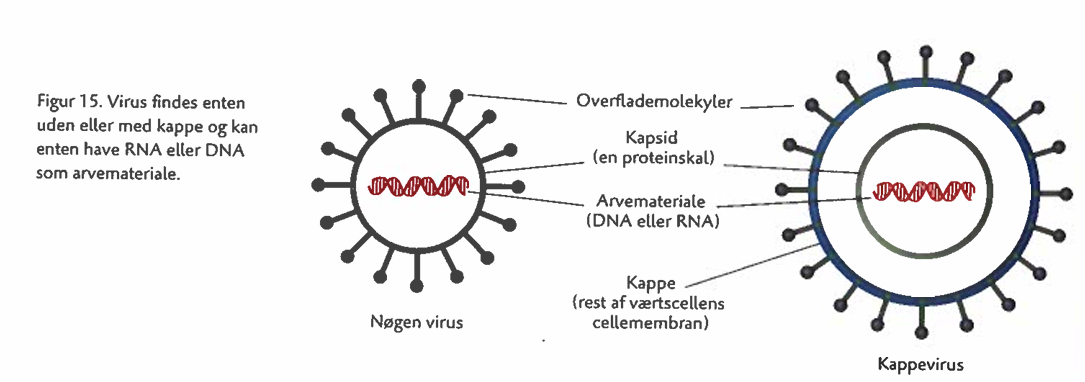 Figur 15. Virus findes enten
uden eller med kappe og kan
enten have RNA eller DNA
som arvemateriale.
Overflademolekyler
Kapsid
(en proteinskal)
Arvemateriale
(DNA eller RNA)
Kappe
(rest af værtscellens
cellemembran)
Nøgen virus
Kappevirus